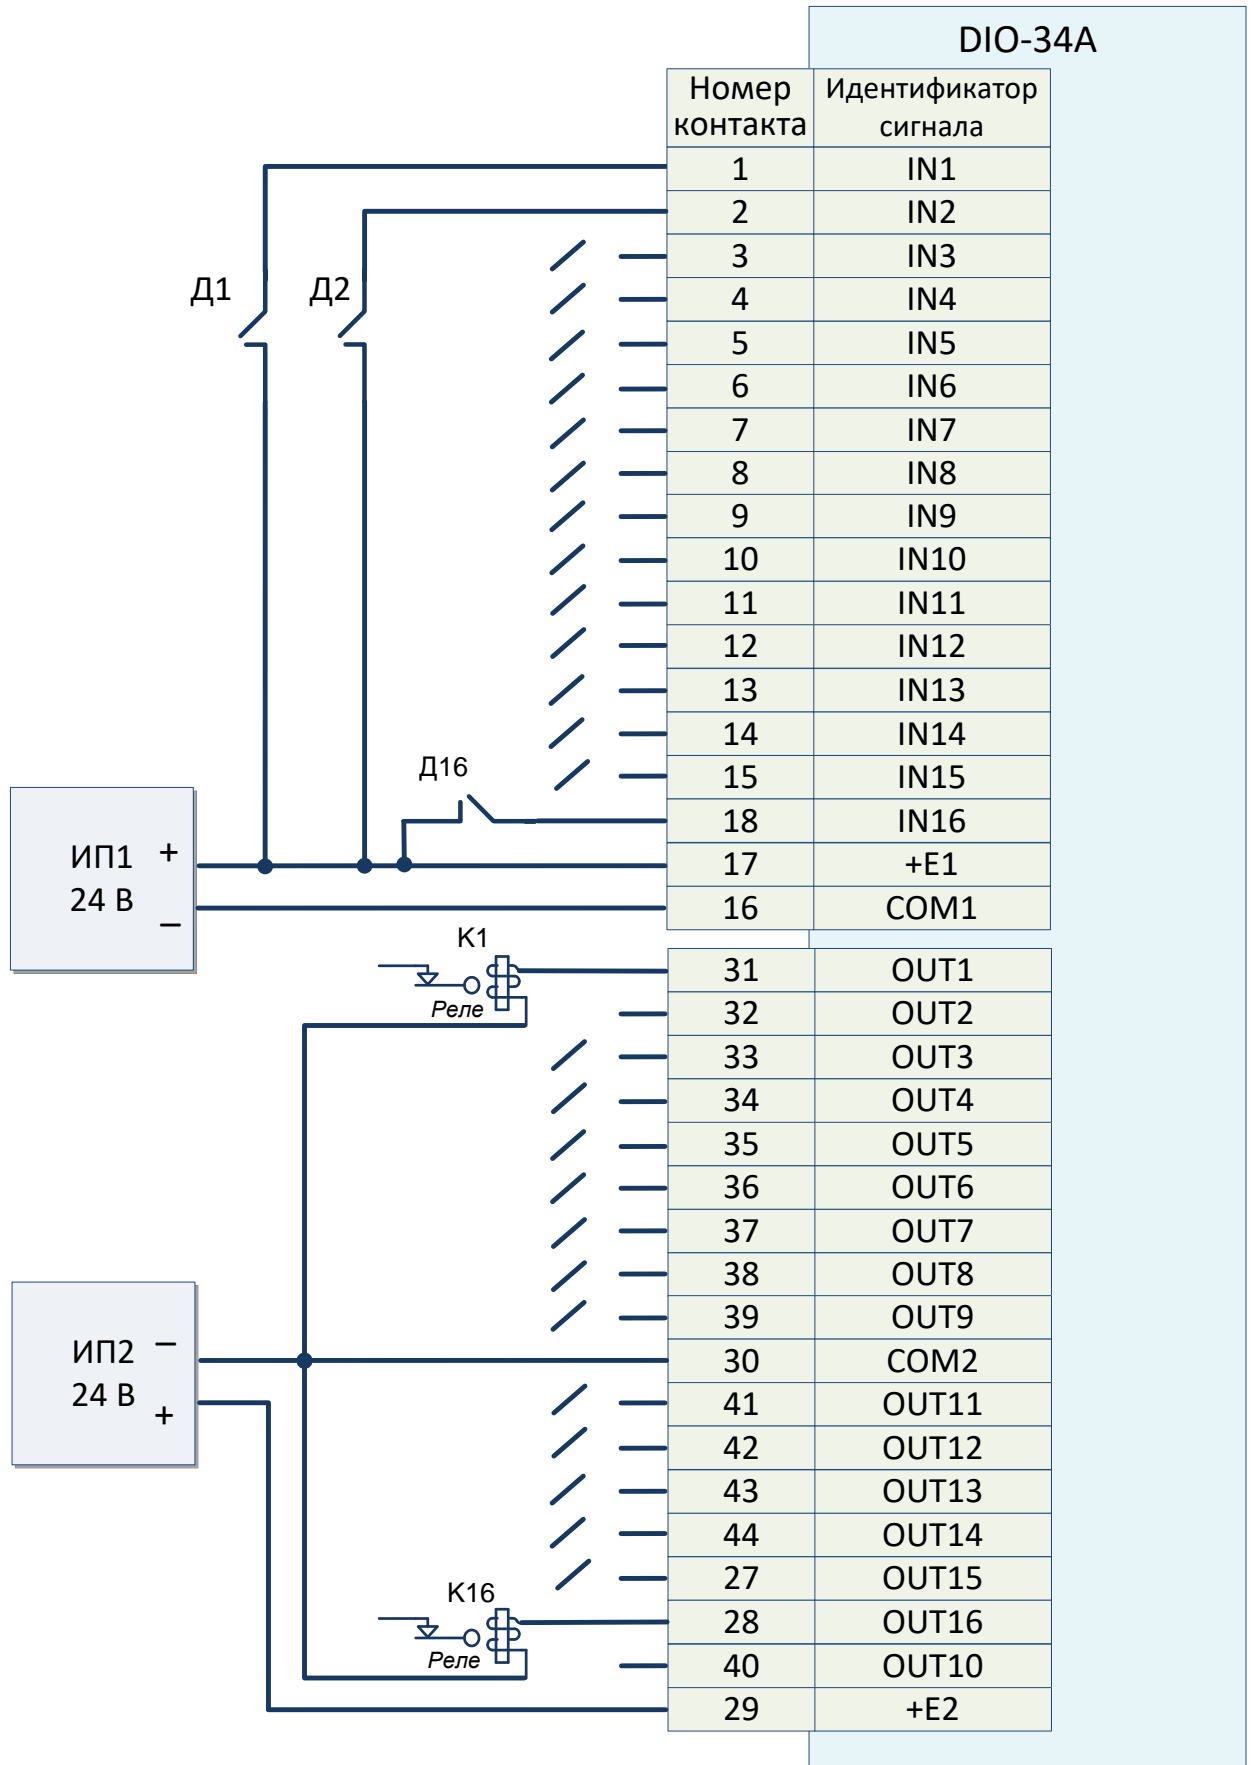 DIO-34A
Номер контакта Идентификатор сигнала
1 IN1
2 IN2
3 IN3
Д1 Д2 4 IN4
5 IN5
6 IN6
7 IN7
8 IN8
9 IN9
10 IN10
11 IN11
12 IN12
13 IN13
14 IN14
Д16 15 IN15
18 IN16
ИП1 + 17 +E1
24 В – 16 COM1
К1
31 OUT1
Реле 32 OUT2
33 OUT3
34 OUT4
35 OUT5
36 OUT6
37 OUT7
38 OUT8
39 OUT9
ИП2 – 30 COM2
24 В + 41 OUT11
42 OUT12
43 OUT13
44 OUT14
27 OUT15
К16 28 OUT16
Реле 40 OUT10
29 +E2